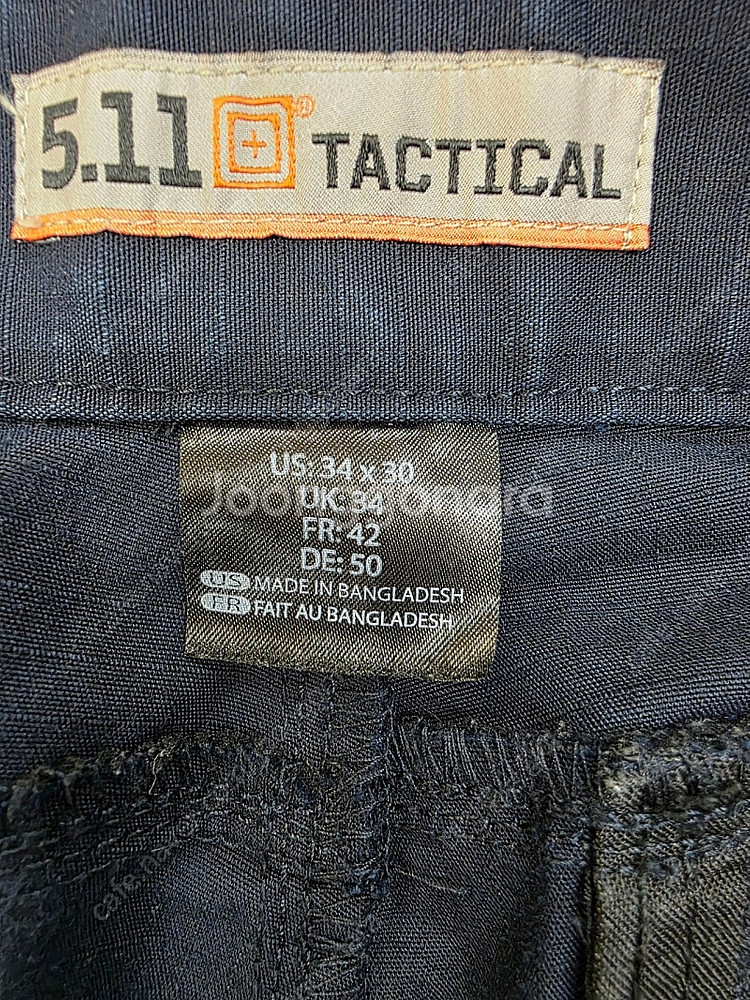 5.11® TACTICAL
US: 34 x 30
UK: 34
FR: 42
DE: 50
US MADE IN BANGLADESH
FR FAIT AU BANGLADESH
Joonggonara